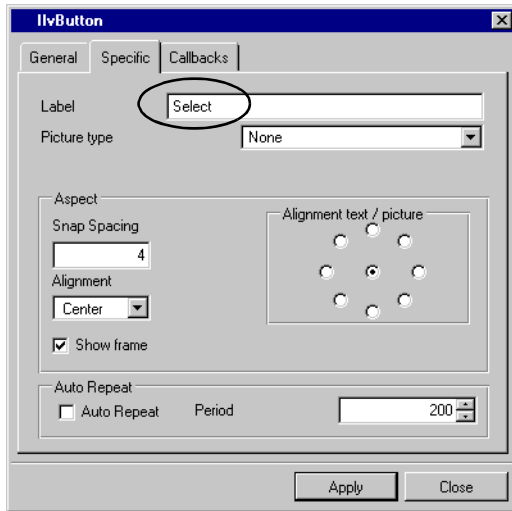 IlvButton
General Specific Callbacks
Label Select
Picture type None
Aspect
Snap Spacing
4
Alignment
Center
Show frame
Alignment text / picture
Auto Repeat
Auto Repeat Period 200
Apply Close